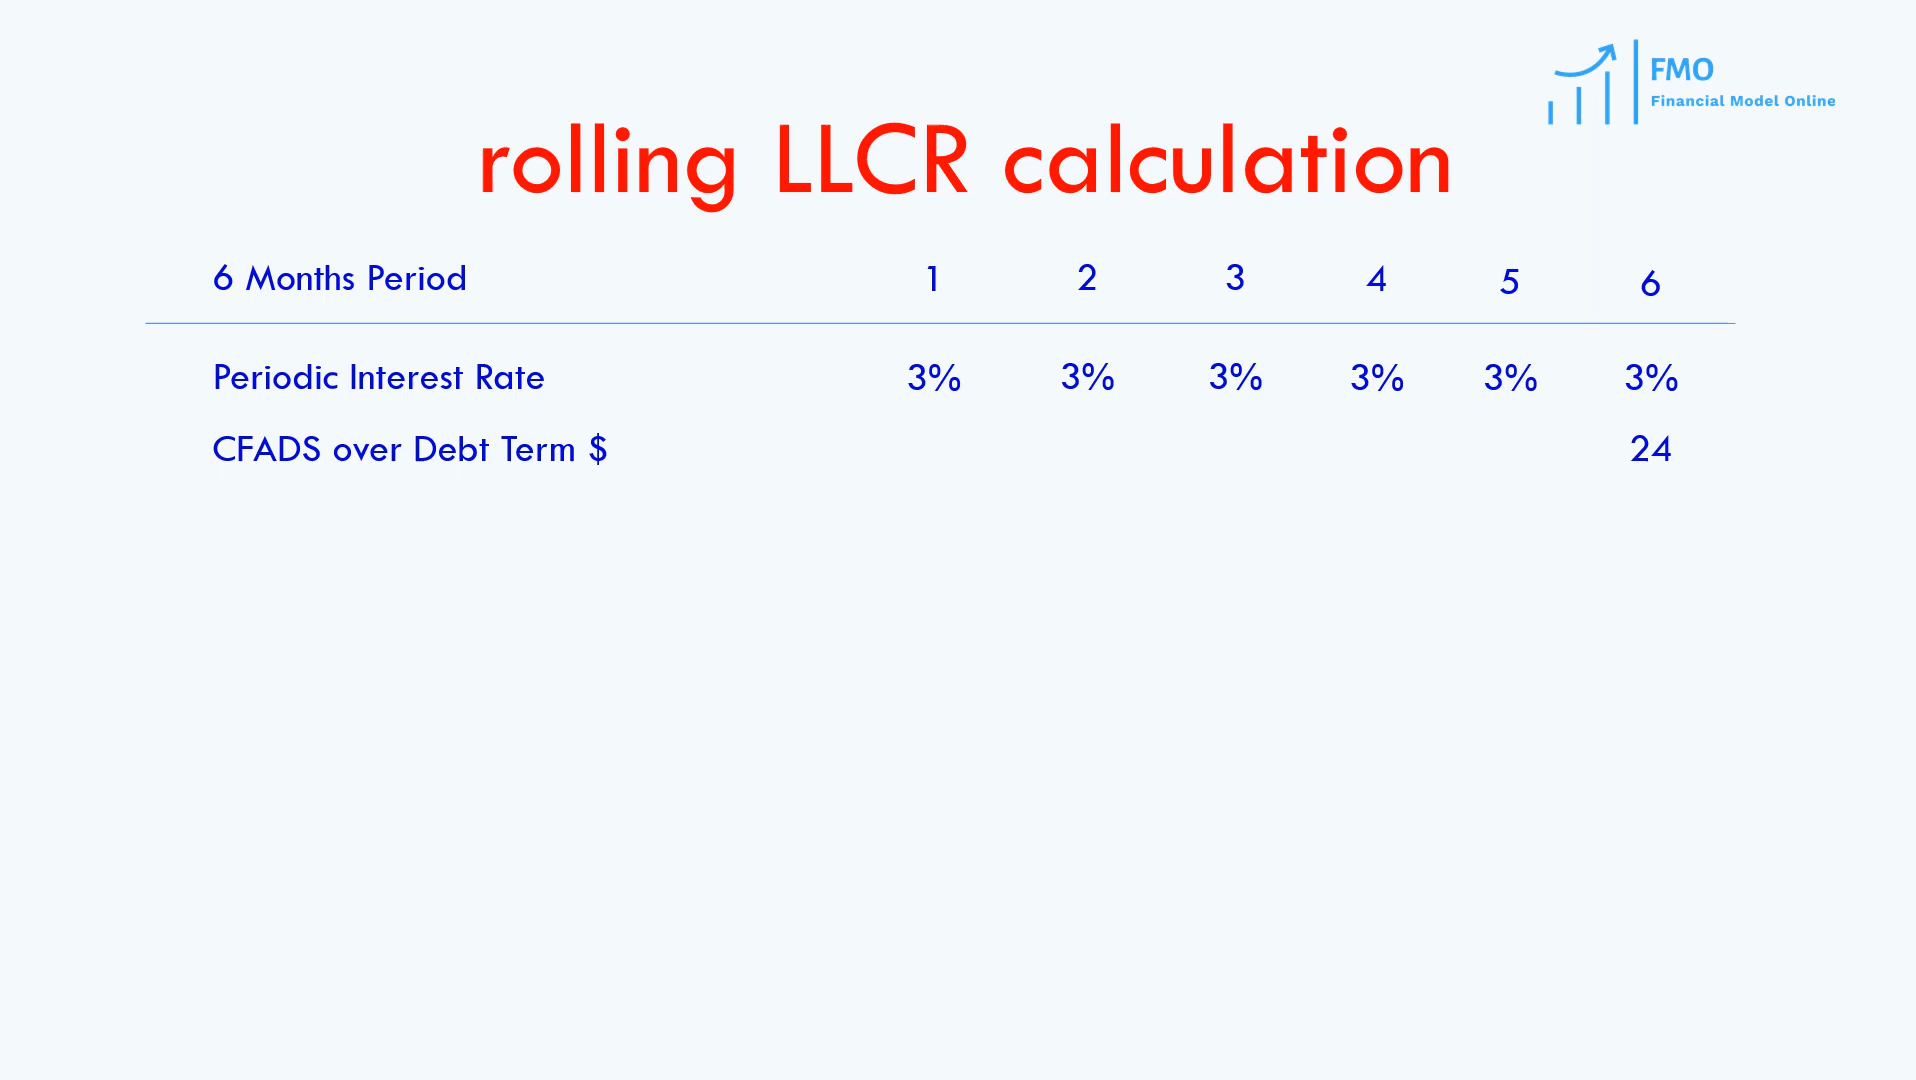 FMO
Financial Model Online
rolling LLCR calculation
6 Months Period 1 2 3 4 5 6
Periodic Interest Rate 3% 3% 3% 3% 3% 3%
CFADS over Debt Term $ 24